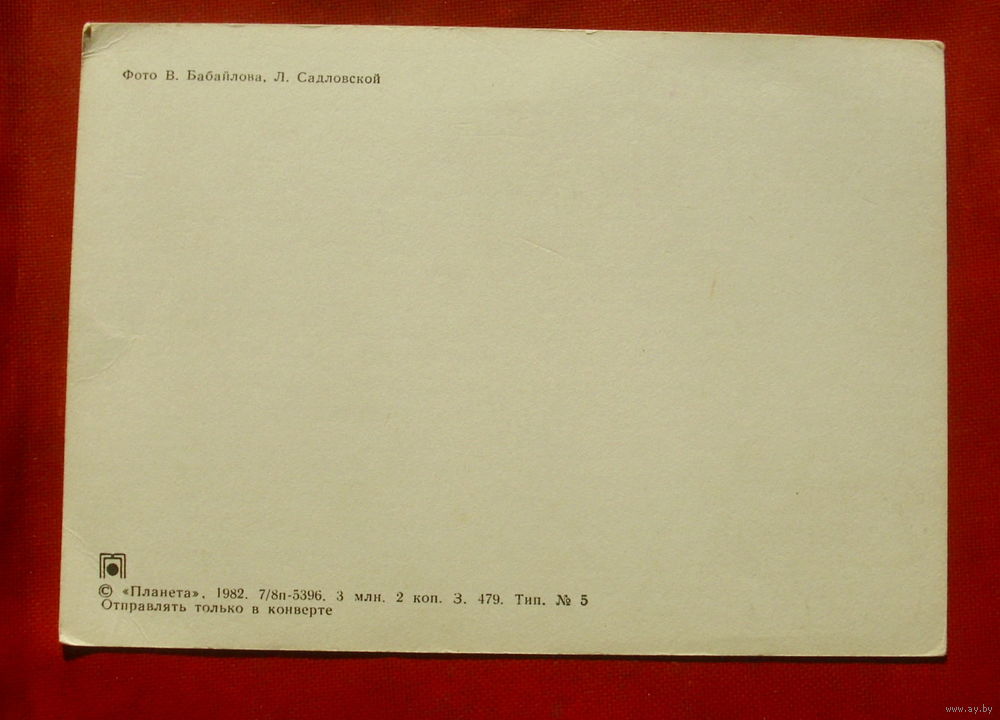 Фото В. Бабайлова, Л. Садловской
© «Планета». 1982. 7/8п-5396. 3 млн. 2 коп. З. 479. Тип. № 5
Отправлять только в конверте
www.ay.by